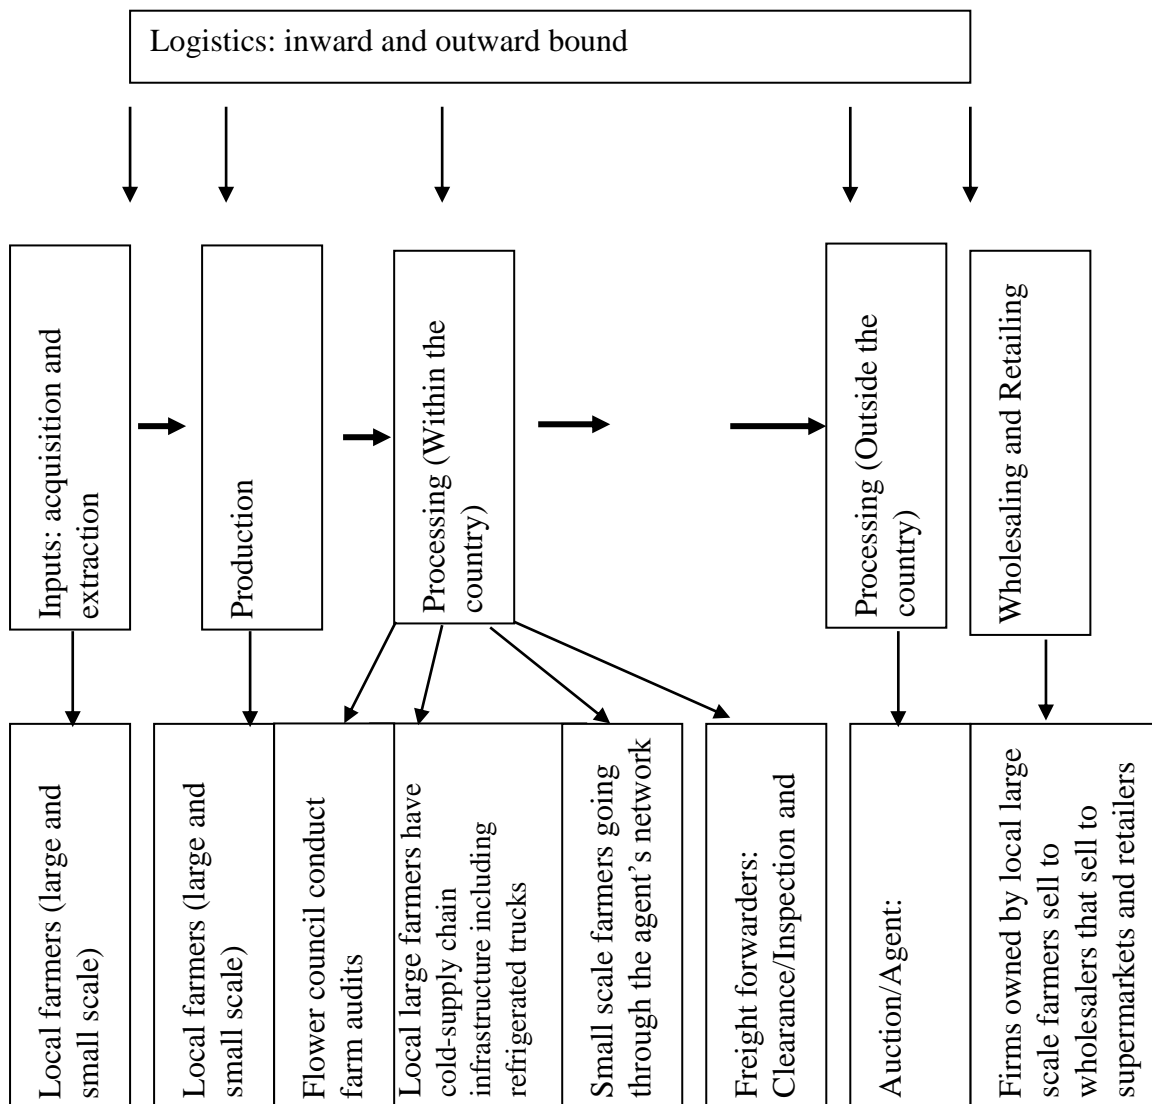 Logistics: inward and outward bound
Inputs: acquisition and
extraction
Production
Processing (Within the
country)
Processing (Outside the
country)
Wholesaling and Retailing
Local farmers (large and
small scale)
Local farmers (large and
small scale)
Flower council conduct
farm audits
Local large farmers have
cold-supply chain
infrastructure including
refrigerated trucks
Small scale farmers going
through the agent’s network
Freight forwarders:
Clearance/Inspection and
Auction/Agent:
Firms owned by local large
scale farmers sell to
wholesalers that sell to
supermarkets and retailers